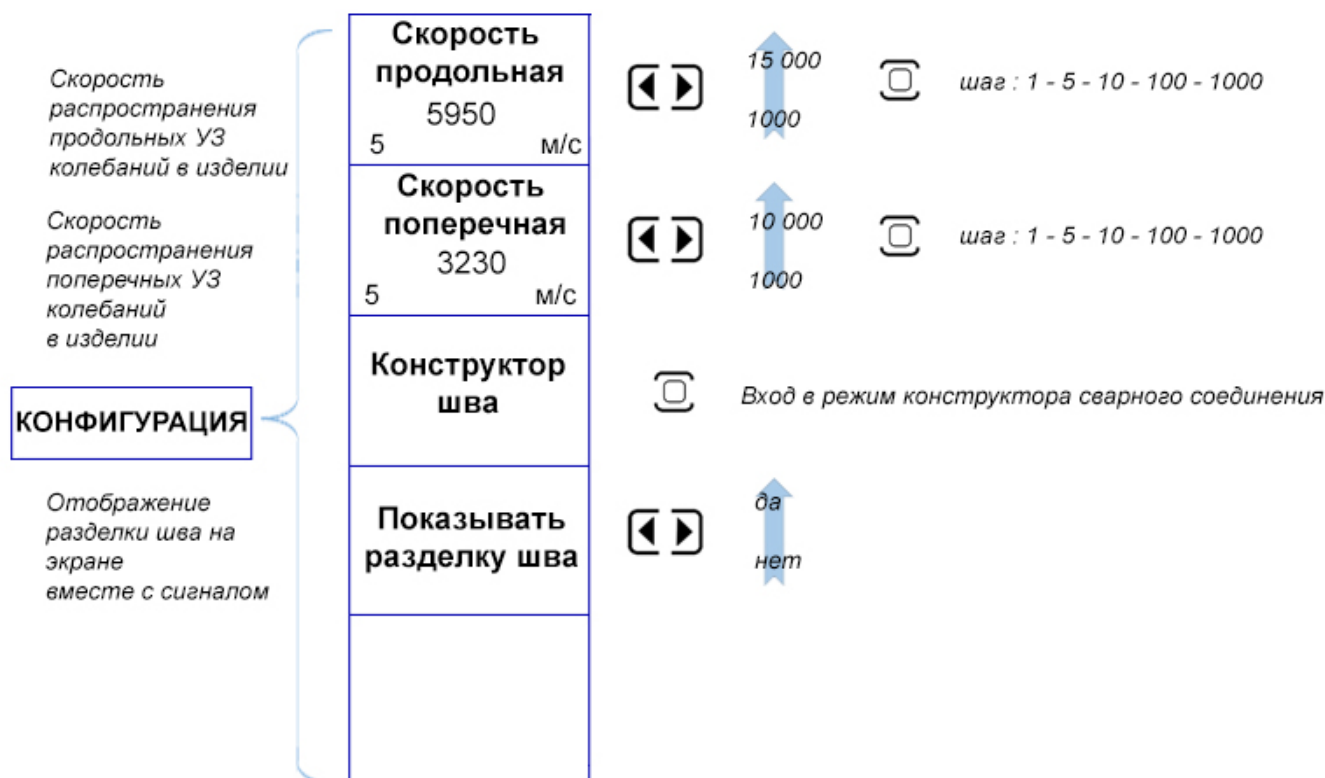 Скорость
распространения
продольных УЗ
колебаний в изделии
Скорость
продольная
5950
5 м/с
15 000
1000
шаг : 1 - 5 - 10 - 100 - 1000
Скорость
распространения
поперечных УЗ
колебаний
в изделии
Скорость
поперечная
3230
5 м/с
10 000
1000
шаг : 1 - 5 - 10 - 100 - 1000
КОНФИГУРАЦИЯ
Конструктор
шва
Вход в режим конструктора сварного соединения
Отображение
разделки шва на
экране
вместе с сигналом
Показывать
разделку шва
да
нет